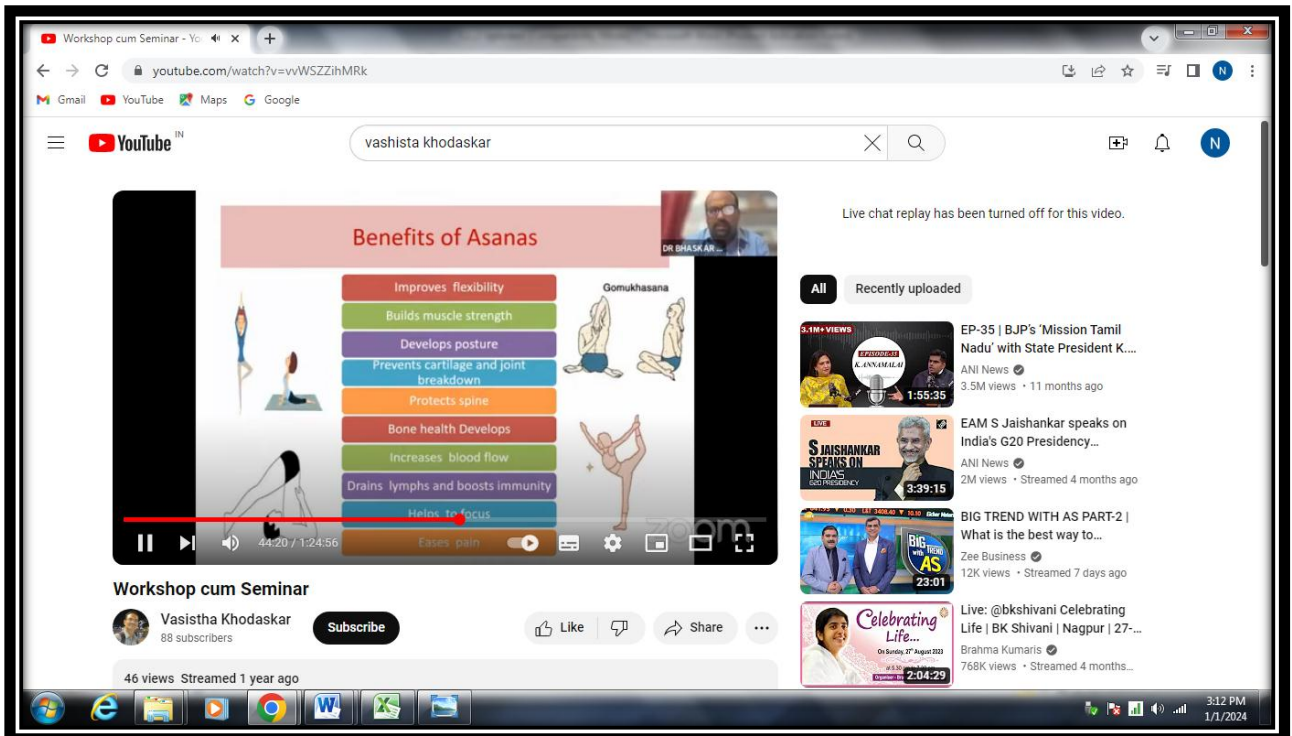 Workshop cum Seminar - Yo
youtube.com/watch?v=vvWSZZihMRk
N
Gmail YouTube Maps Google
YouTube IN
vashista khodaskar
N
Benefits of Asanas
DR BHASKAR ...
Improves flexibility
Builds muscle strength
Develops posture
Prevents cartilage and joint
breakdown
Protects spine
Bone health Develops
Increases blood flow
Drains lymphs and boosts immunity
Helps to focus
Eases pain
Gomukhasana
zoom
44:20 / 1:24:56
Workshop cum Seminar
Vasistha Khodaskar
88 subscribers
Subscribe
Like
Share
46 views Streamed 1 year ago
Live chat replay has been turned off for this video.
All
Recently uploaded
3.1M+ VIEWS
EPISODE-35
K.ANNAMALAI
1:55:35
EP-35 | BJP's 'Mission Tamil
Nadu' with State President K....
ANI News
3.5M views • 11 months ago
LIVE
S JAISHANKAR
SPEAKS ON
INDIA'S
G20 PRESIDENCY
3:39:15
EAM S Jaishankar speaks on
India's G20 Presidency...
ANI News
2M views • Streamed 4 months ago
BIG
TREND
with
AS
23:01
BIG TREND WITH AS PART-2 |
What is the best way to...
Zee Business
12K views • Streamed 7 days ago
Celebrating
Life...
On Sunday, 27th August 2023
2:04:29
Live: @bkshivani Celebrating
Life | BK Shivani | Nagpur | 27-...
Brahma Kumaris
768K views • Streamed 4 months...
3:12 PM
1/1/2024